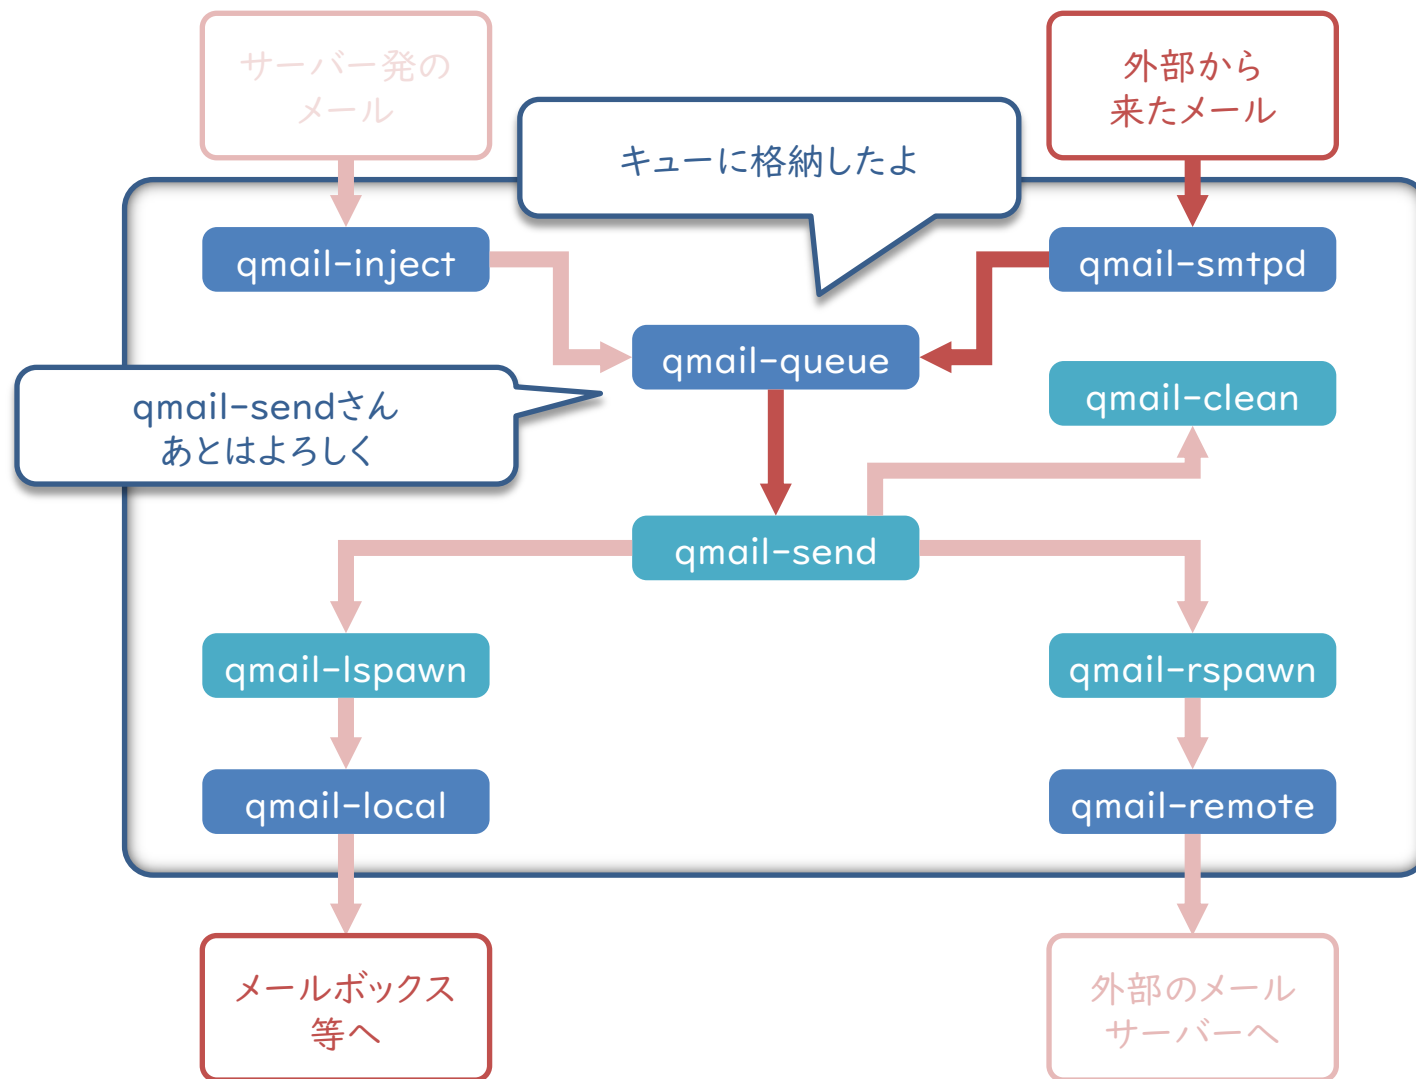 サーバー発の
メール
外部から
来たメール
キューに格納したよ
qmail-inject
qmail-smtpd
qmail-queue
qmail-clean
qmail-sendさん
あとはよろしく
qmail-send
qmail-lspawn
qmail-rspawn
qmail-local
qmail-remote
メールボックス
等へ
外部のメール
サーバーへ